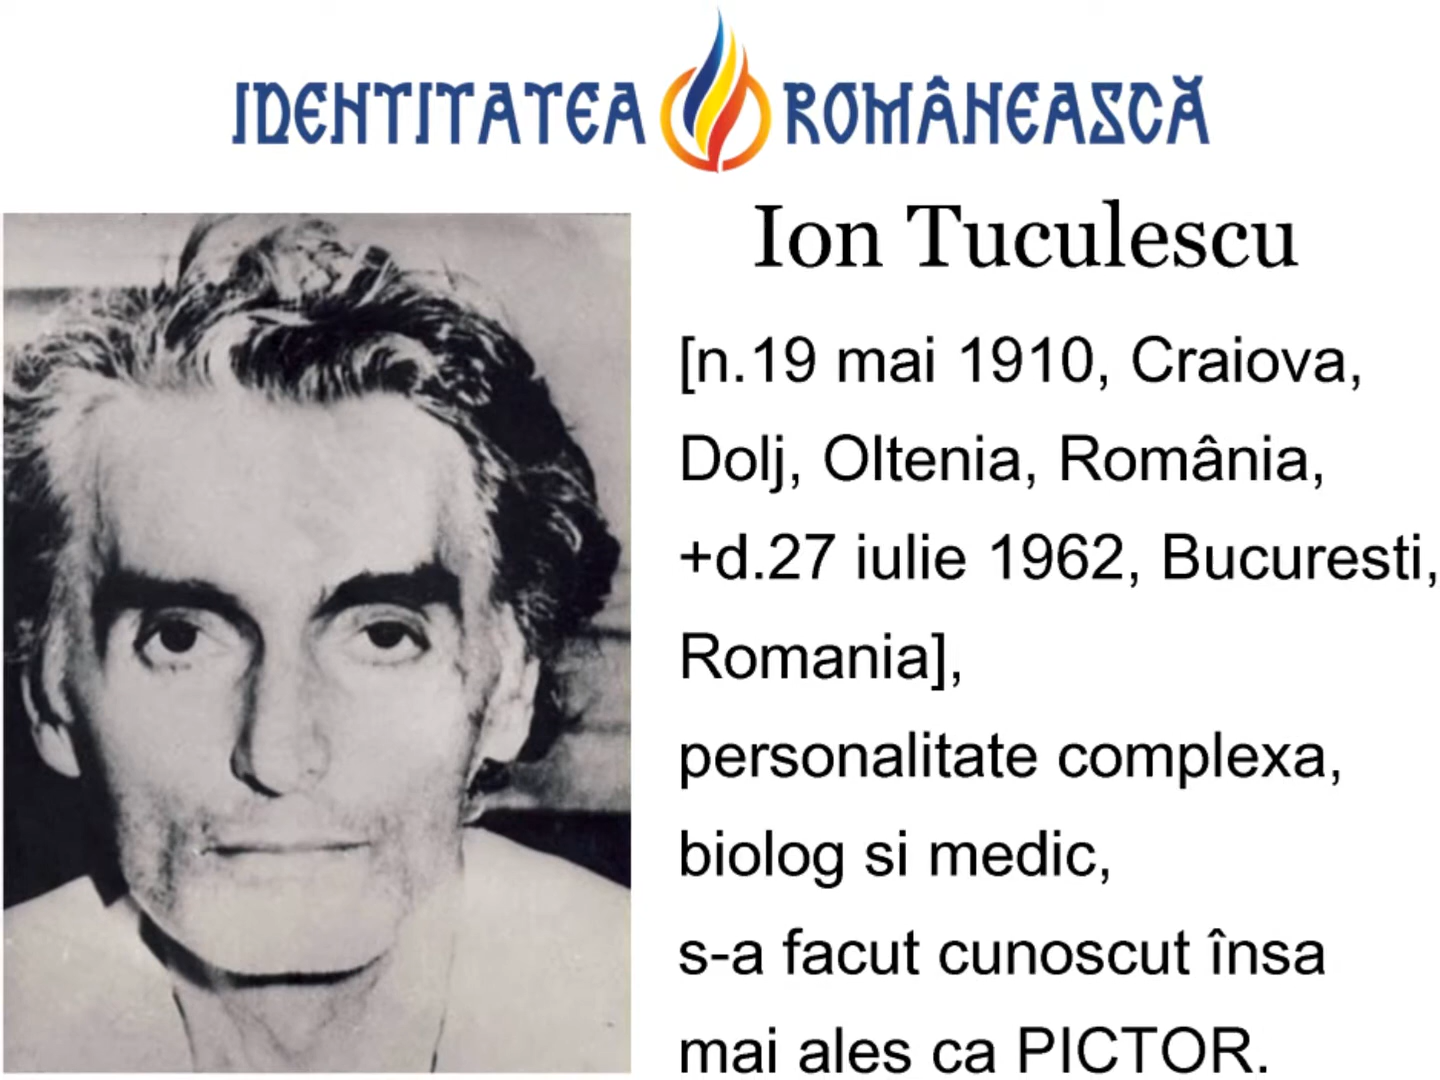 IDENTITATEA ROMÂNEASCĂ
Ion Tuculescu
[n.19 mai 1910, Craiova,
Dolj, Oltenia, România,
+d.27 iulie 1962, Bucuresti,
Romania],
personalitate complexa,
biolog si medic,
s-a facut cunoscut însa
mai ales ca PICTOR.